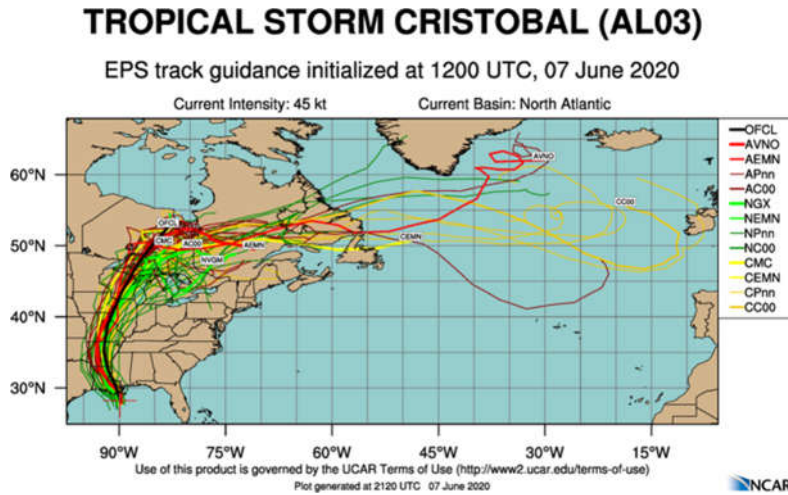 TROPICAL STORM CRISTOBAL (AL03)
EPS track guidance initialized at 1200 UTC, 07 June 2020
Current Intensity: 45 kt Current Basin: North Atlantic
OFCL
AVNO
AEMN
APnn
AC00
NGX
NEMN
NPnn
NC00
CMC
CEMN
CPnn
CC00
60°N
50°N
40°N
30°N
AVNO
CC00
OFCL
CMC
AC00
AEMN
CEMN
NVGM
90°W 75°W 60°W 45°W 30°W 15°W
Use of this product is governed by the UCAR Terms of Use (http://www2.ucar.edu/terms-of-use)
Plot generated at 2120 UTC 07 June 2020
NCAR